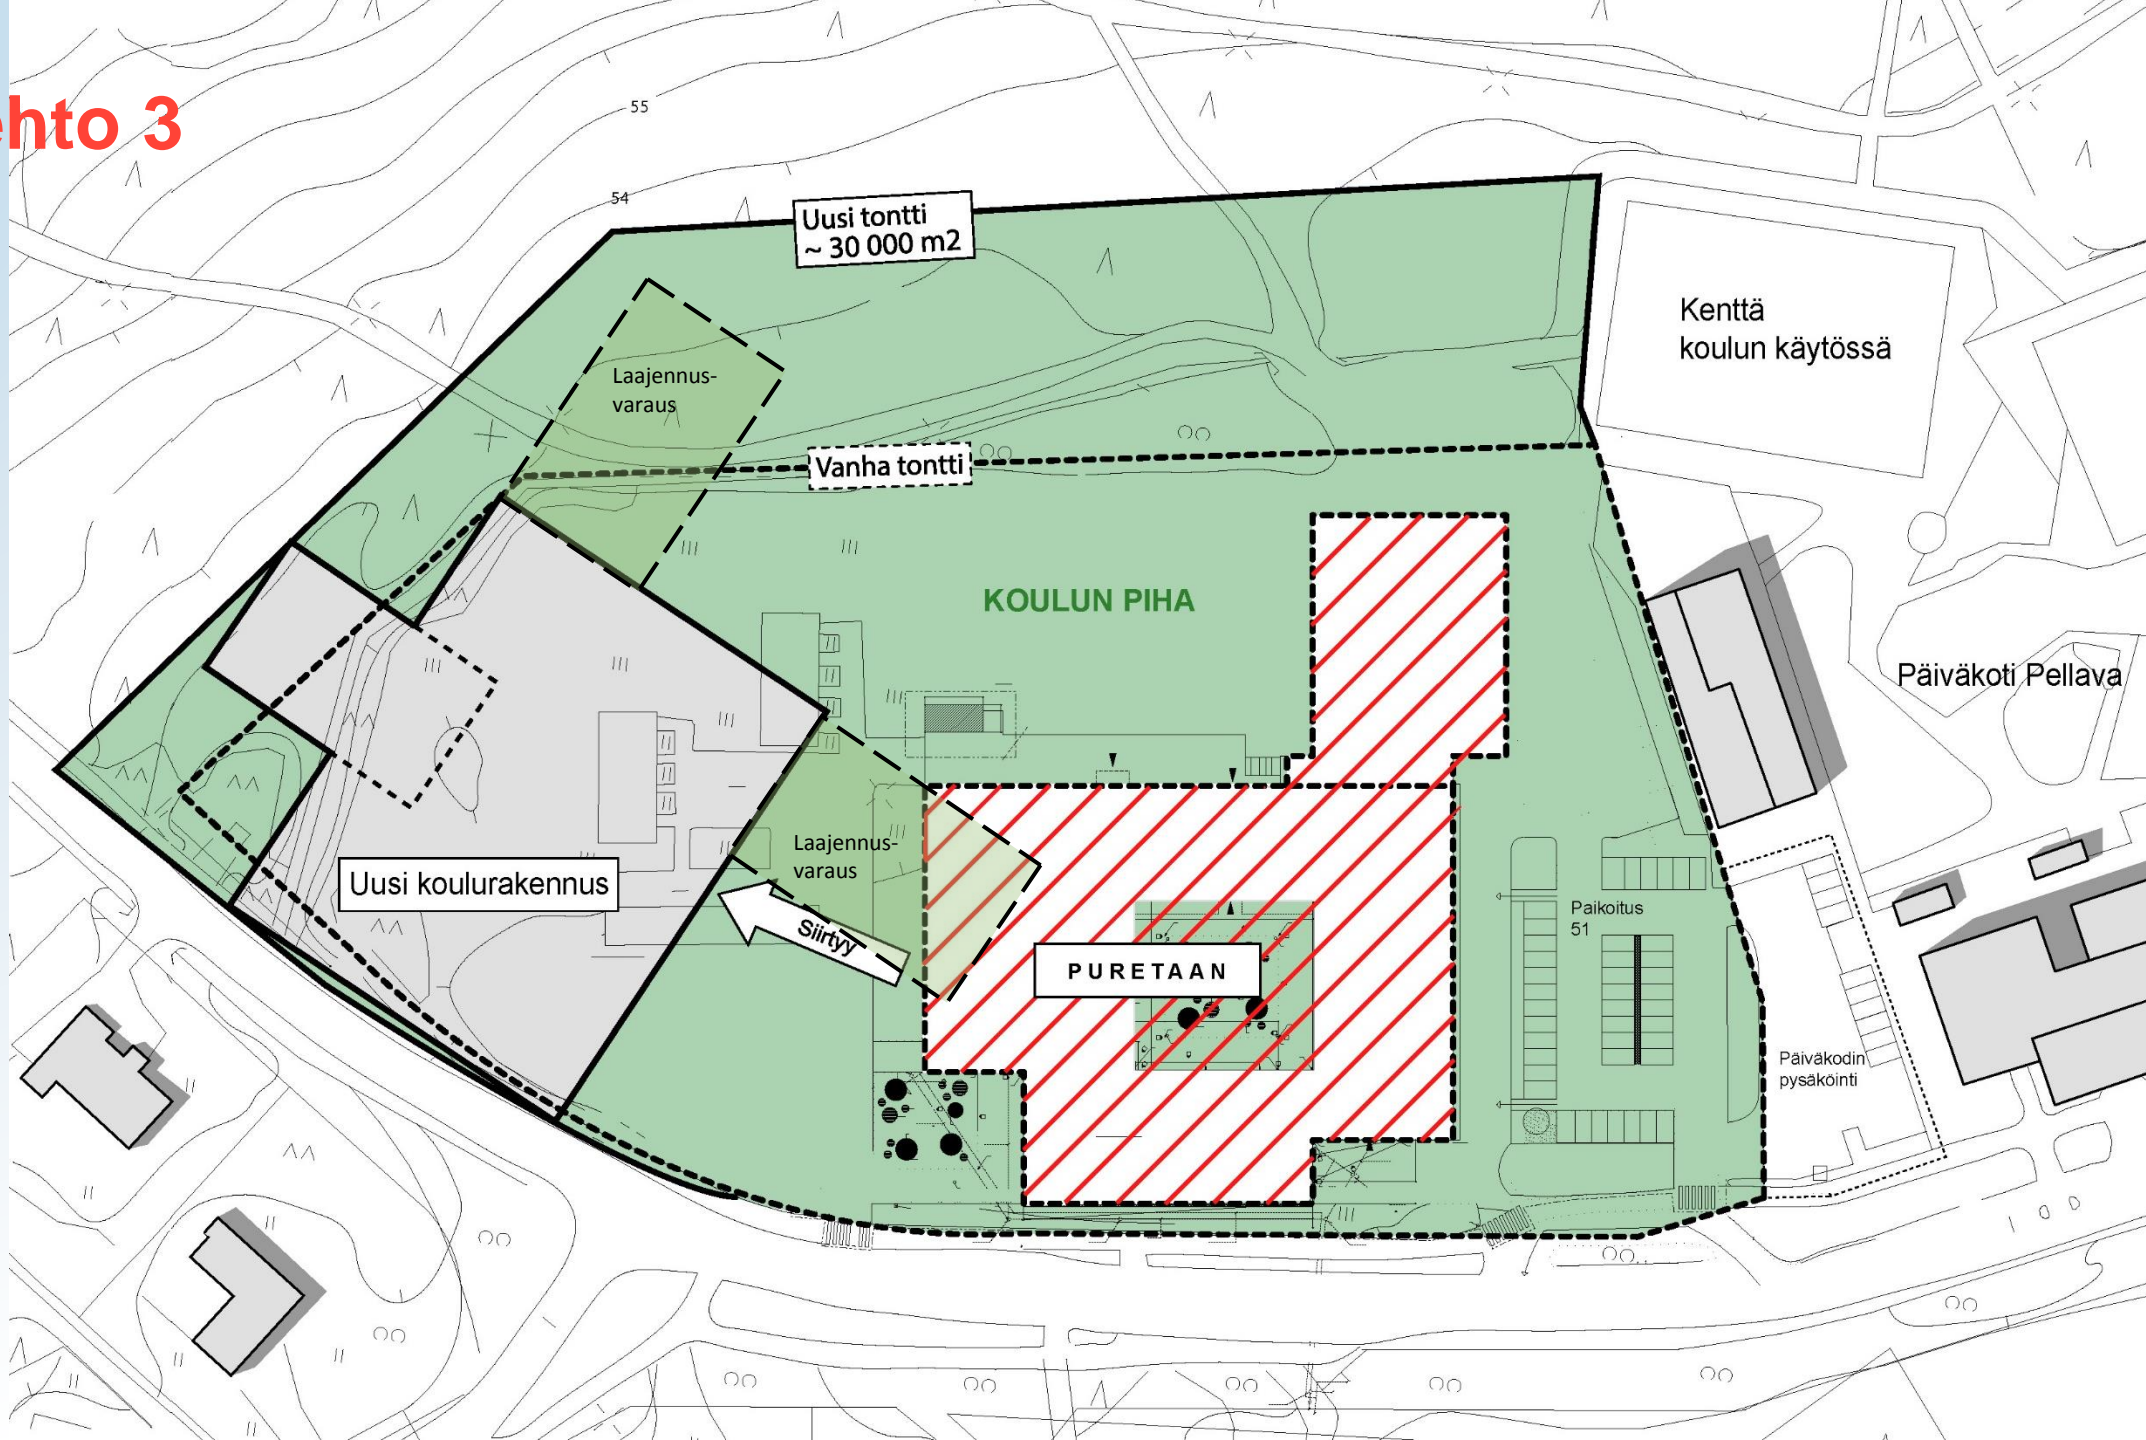 hto 3
55
54
Uusi tontti
~ 30 000 m2
Kenttä
koulun käytössä
Laajennus-
varaus
Vanha tontti
KOULUN PIHA
Päiväkoti Pellava
Laajennus-
varaus
Uusi koulurakennus
Siirtyy
PURETAAN
Paikoitus
51
Päiväkodin
pysäköinti